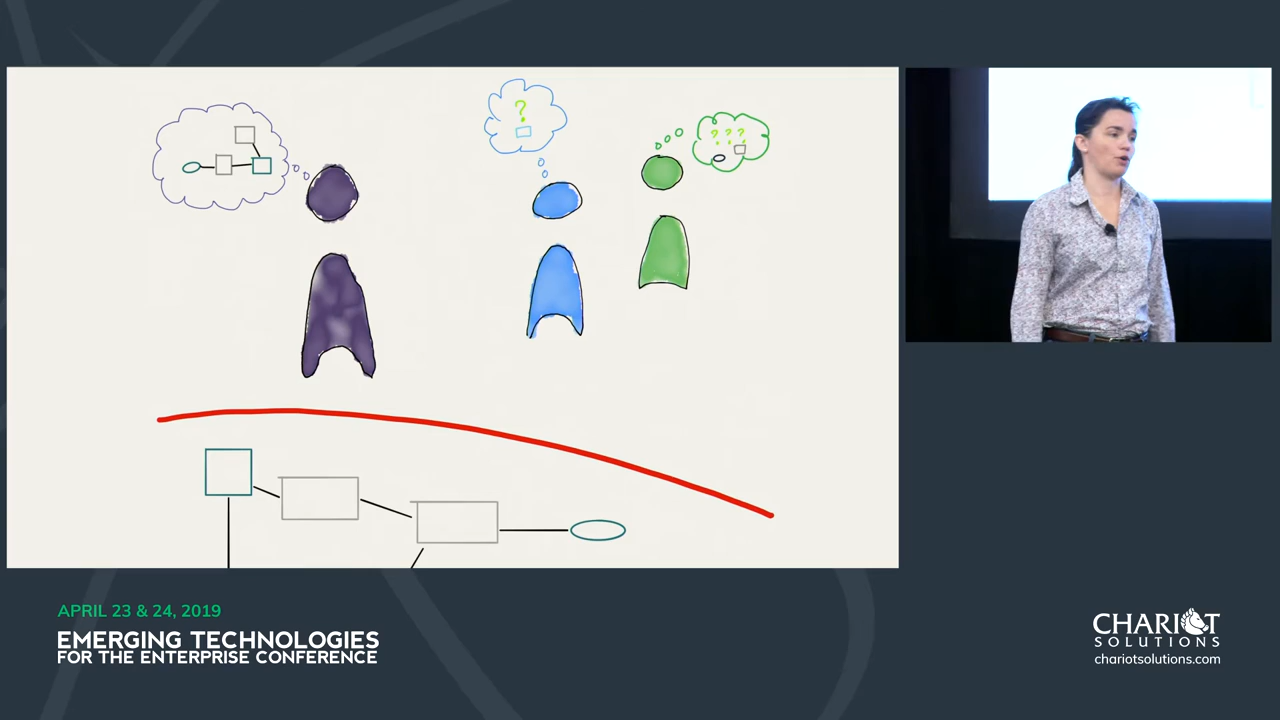 ?
? ? ?
APRIL 23 & 24, 2019
EMERGING TECHNOLOGIES
FOR THE ENTERPRISE CONFERENCE
CHARIOT
SOLUTIONS
chariotsolutions.com